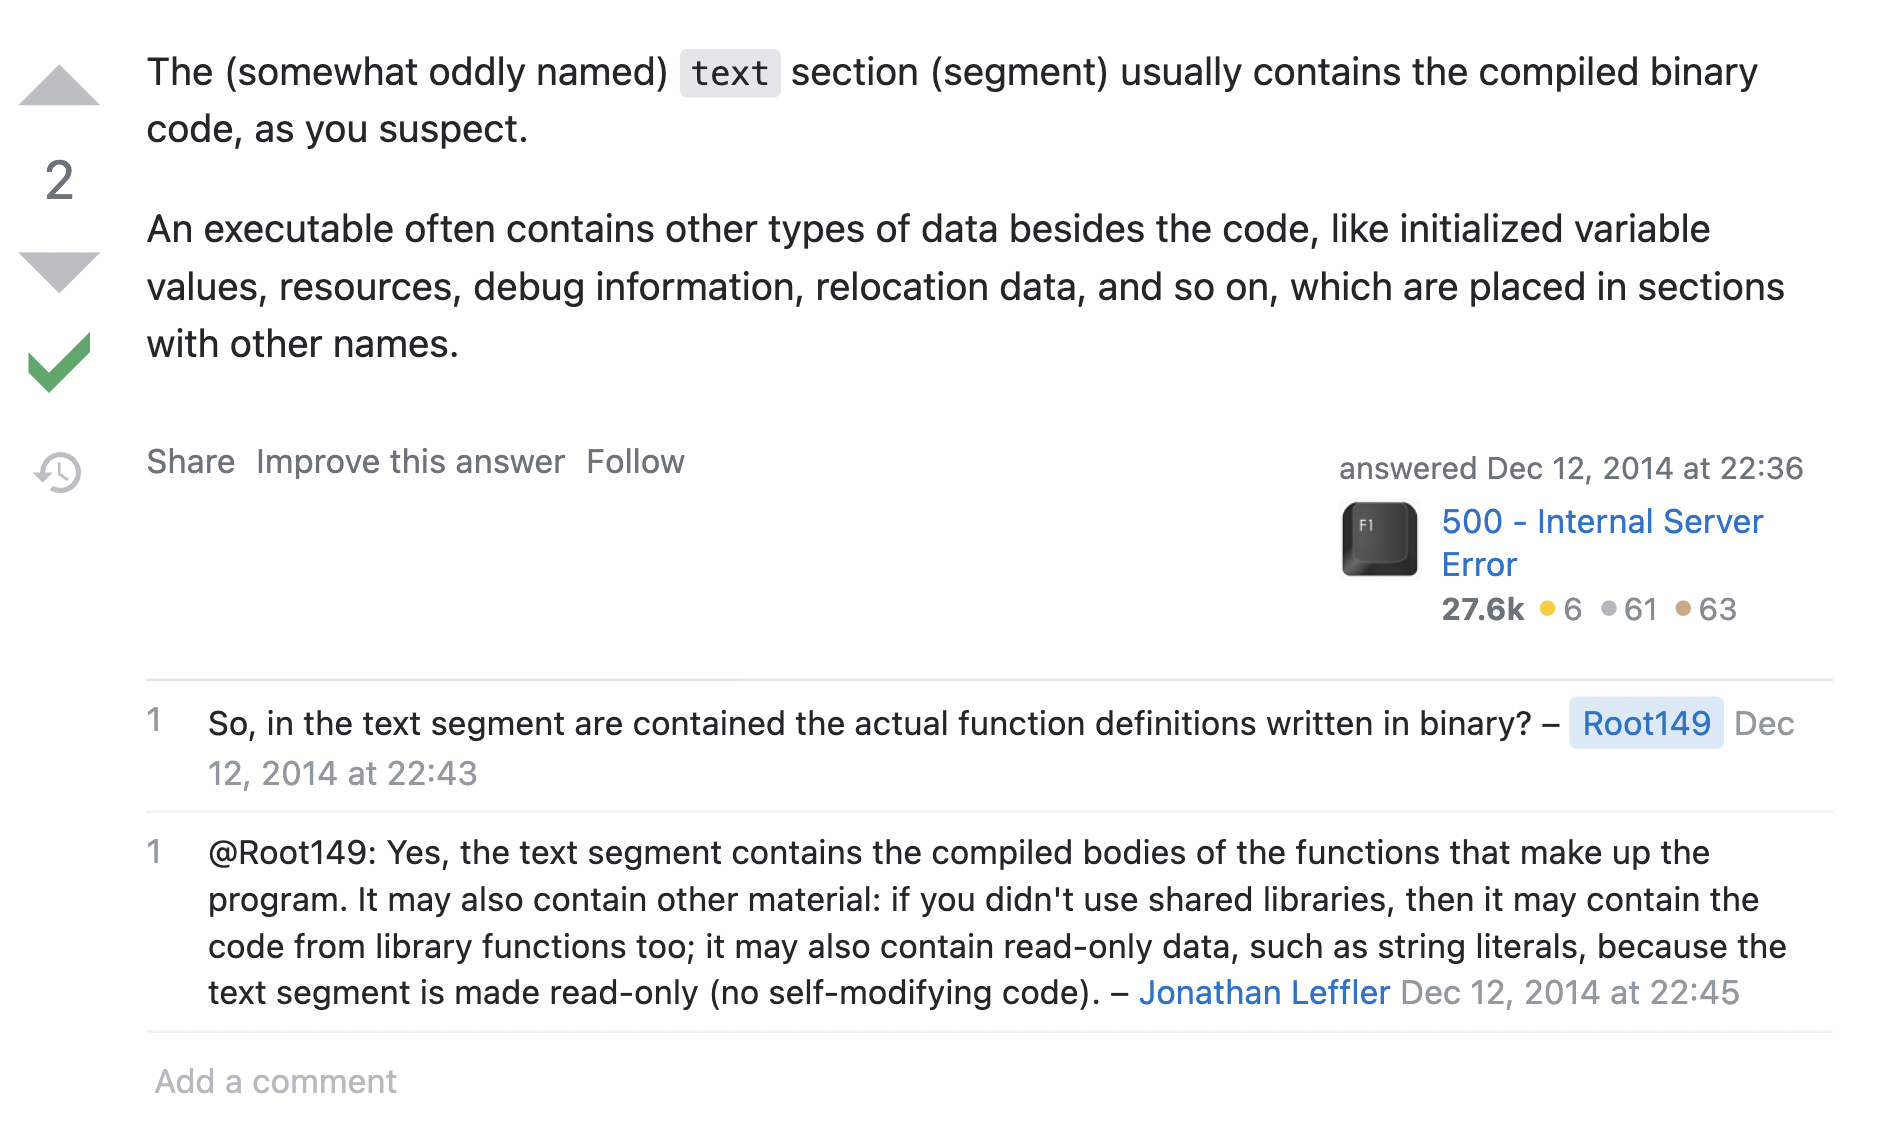 The (somewhat oddly named) text section (segment) usually contains the compiled binary
code, as you suspect.
2
An executable often contains other types of data besides the code, like initialized variable
values, resources, debug information, relocation data, and so on, which are placed in sections
with other names.
Share Improve this answer Follow
answered Dec 12, 2014 at 22:36
F1
500 - Internal Server
Error
27.6k 6 61 63
1 So, in the text segment are contained the actual function definitions written in binary? – Root149 Dec
12, 2014 at 22:43
1 @Root149: Yes, the text segment contains the compiled bodies of the functions that make up the
program. It may also contain other material: if you didn't use shared libraries, then it may contain the
code from library functions too; it may also contain read-only data, such as string literals, because the
text segment is made read-only (no self-modifying code). – Jonathan Leffler Dec 12, 2014 at 22:45
Add a comment